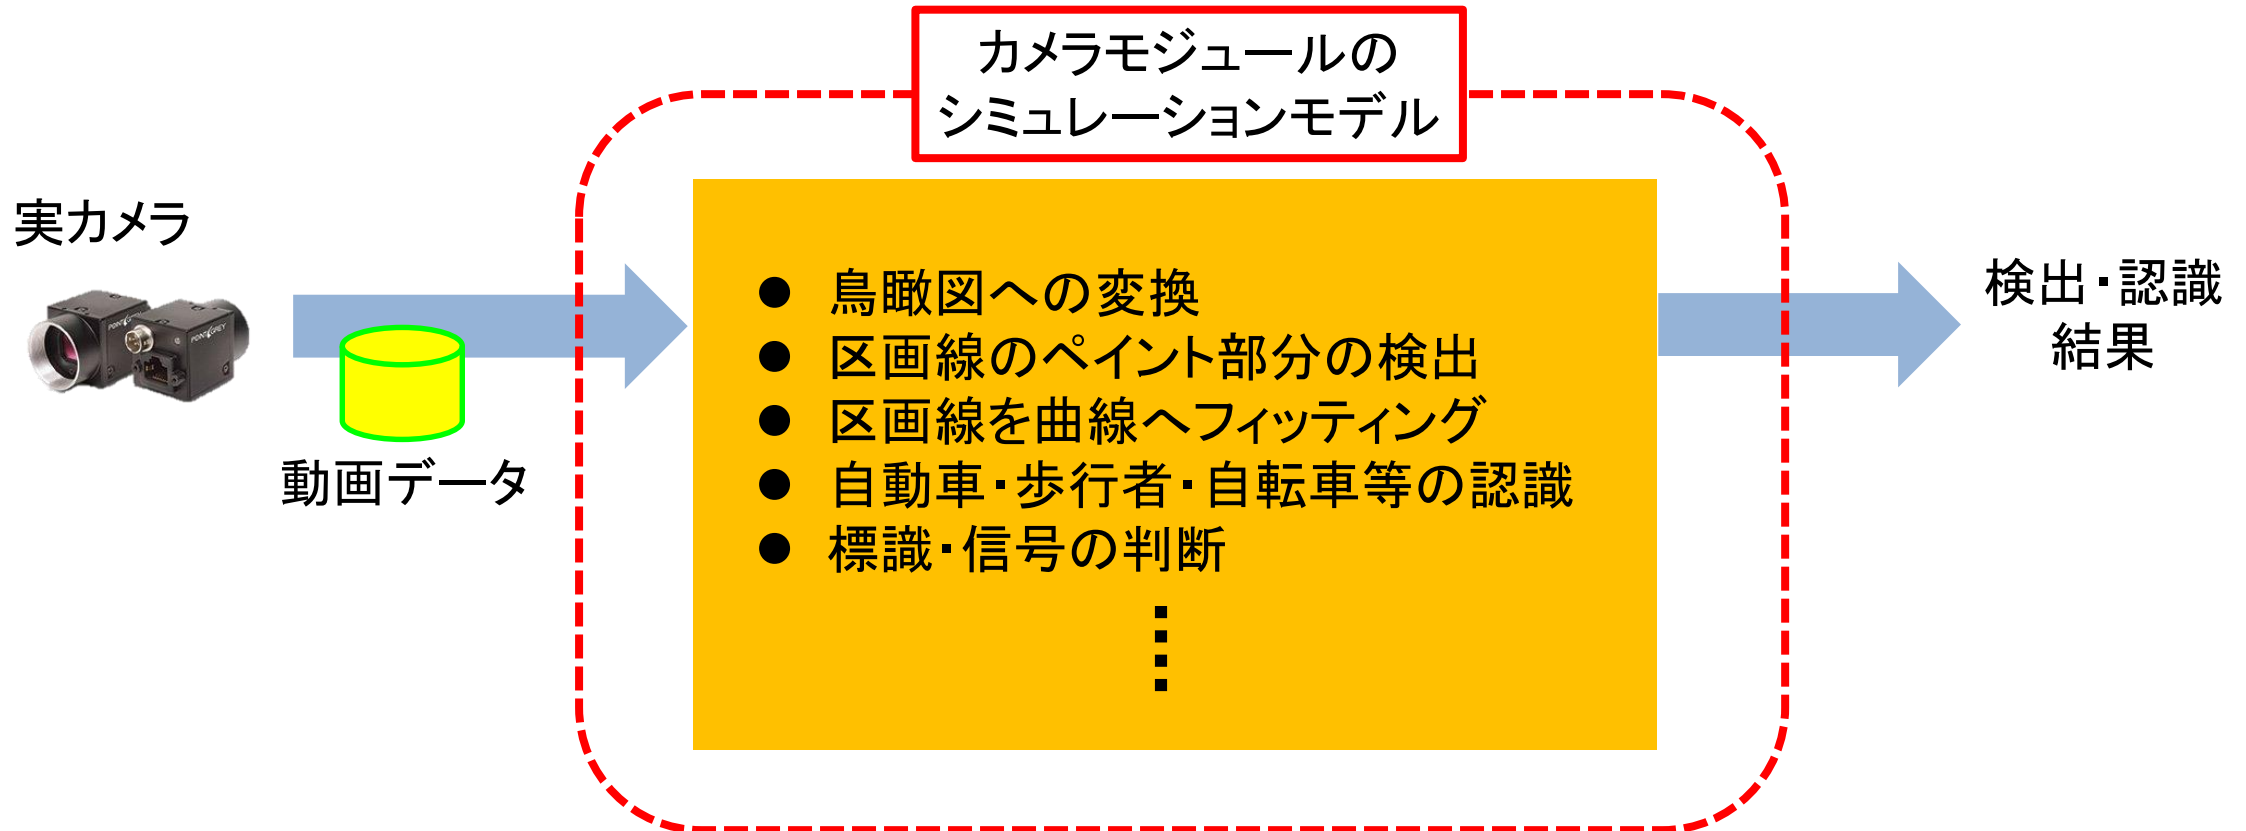 カメラモジュールの
シミュレーションモデル
実カメラ
動画データ
● 鳥瞰図への変換
● 区画線のペイント部分の検出
● 区画線を曲線へフィッティング
● 自動車・歩行者・自転車等の認識
● 標識・信号の判断
検出・認識
結果
POINT GREY